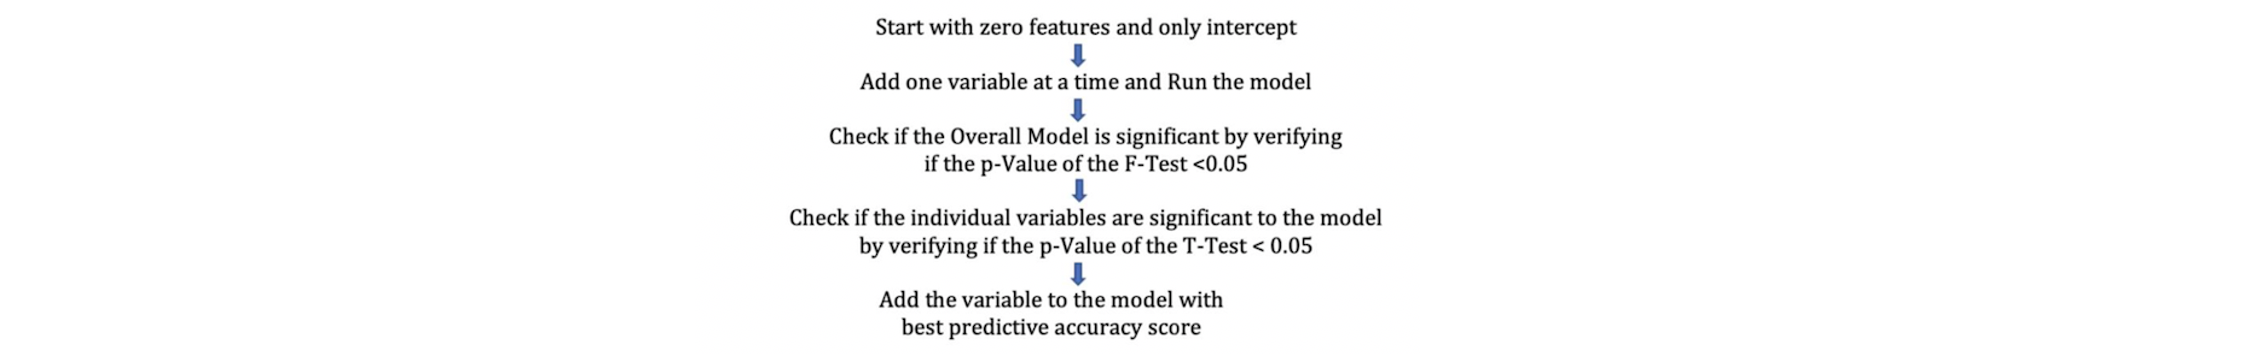 Start with zero features and only intercept
Add one variable at a time and Run the model
Check if the Overall Model is significant by verifying
if the p-Value of the F-Test <0.05
Check if the individual variables are significant to the model
by verifying if the p-Value of the T-Test < 0.05
Add the variable to the model with
best predictive accuracy score